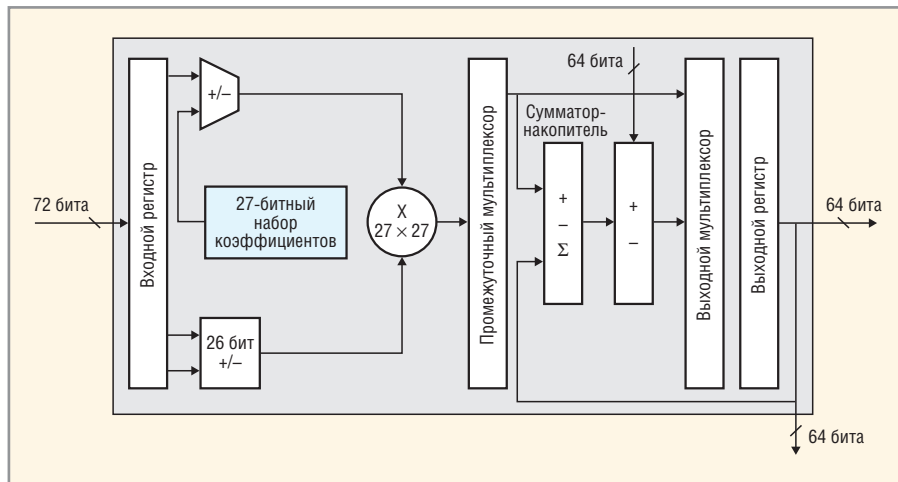 64 бита
+/–
Сумматор-
накопитель
72 бита
Входной регистр
27-битный
набор
коэффициентов
X
27 × 27
Промежуточный мультиплексор
+
–
Σ
+
–
Выходной мультиплексор
Выходной регистр
64 бита
26 бит
+/–
64 бита